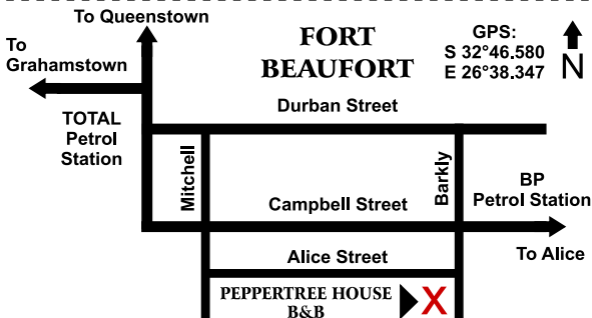 To Queenstown
To
Grahamstown
FORT
BEAUFORT
GPS:
S 32°46.580
E 26°38.347
N
Durban Street
TOTAL
Petrol
Station
Mitchell
Barkly
BP
Petrol Station
Campbell Street
To Alice
Alice Street
PEPPERTREE HOUSE
B&B
X